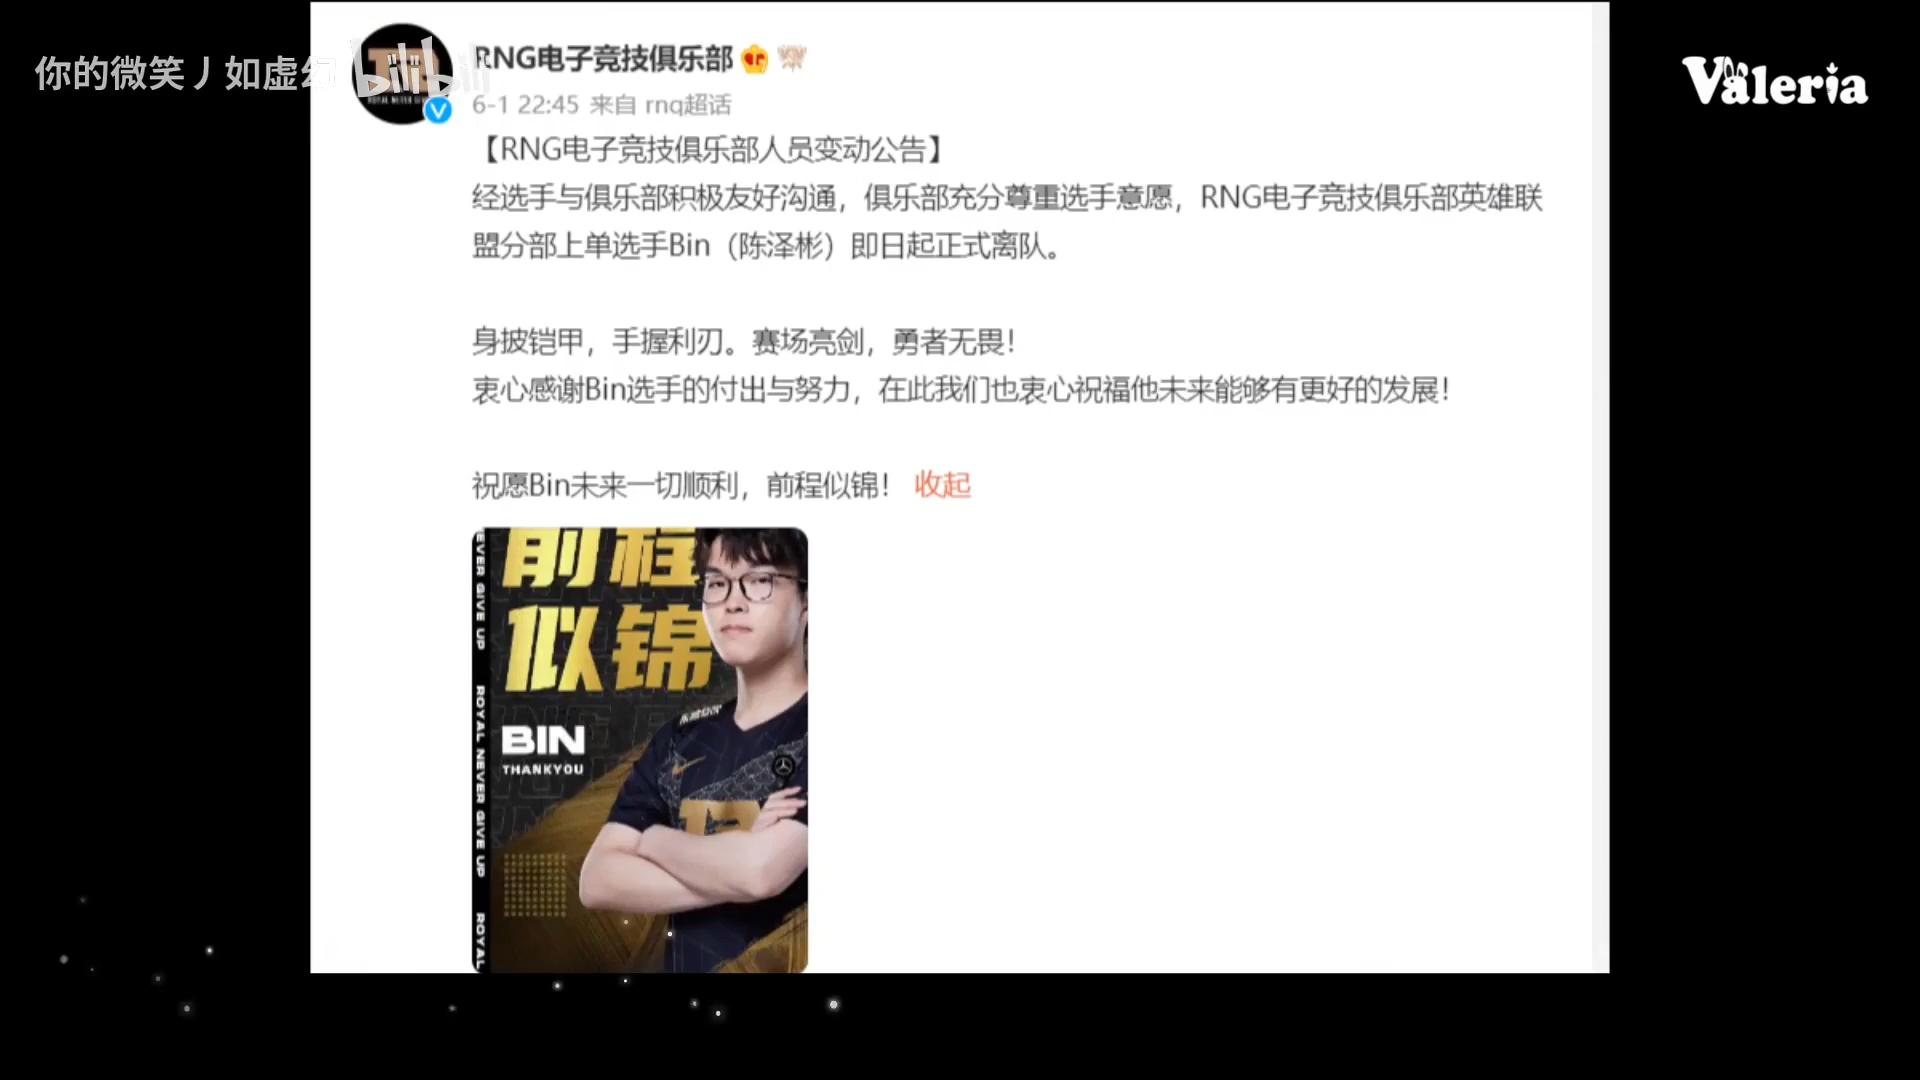 你的微笑丿如虚幻
bilibili
Valeria
RNG电子竞技俱乐部
6-1 22:45 来自 rnq超话
【RNG电子竞技俱乐部人员变动公告】
经选手与俱乐部积极友好沟通，俱乐部充分尊重选手意愿，RNG电子竞技俱乐部英雄联
盟分部上单选手Bin（陈泽彬）即日起正式离队。
身披铠甲，手握利刃。赛场亮剑，勇者无畏！
衷心感谢Bin选手的付出与努力，在此我们也衷心祝福他未来能够有更好的发展！
祝愿Bin未来一切顺利，前程似锦！ 收起
前程
似锦
BIN
THANKYOU
EVER GIVE UP
ROYAL NEVER GIVE UP
ROYAL